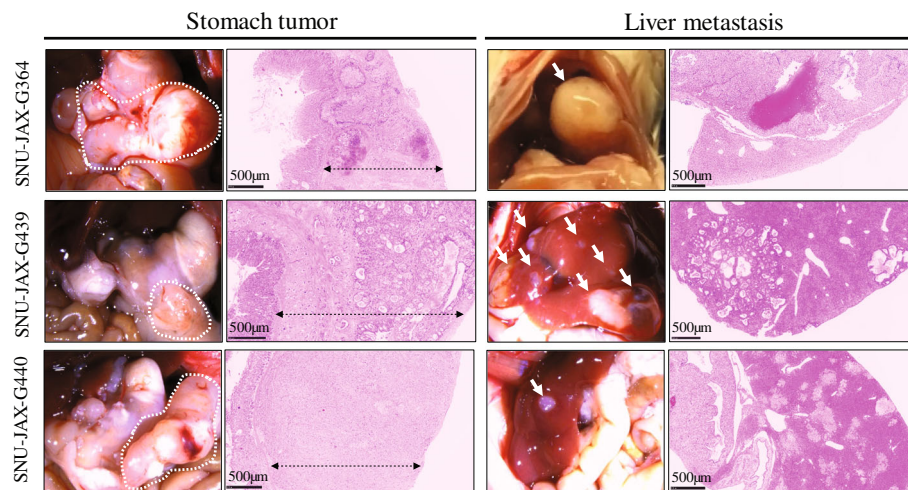 Stomach tumor
Liver metastasis
SNU-JAX-G364
500μm
500μm
SNU-JAX-G439
500μm
500μm
SNU-JAX-G440
500μm
500μm